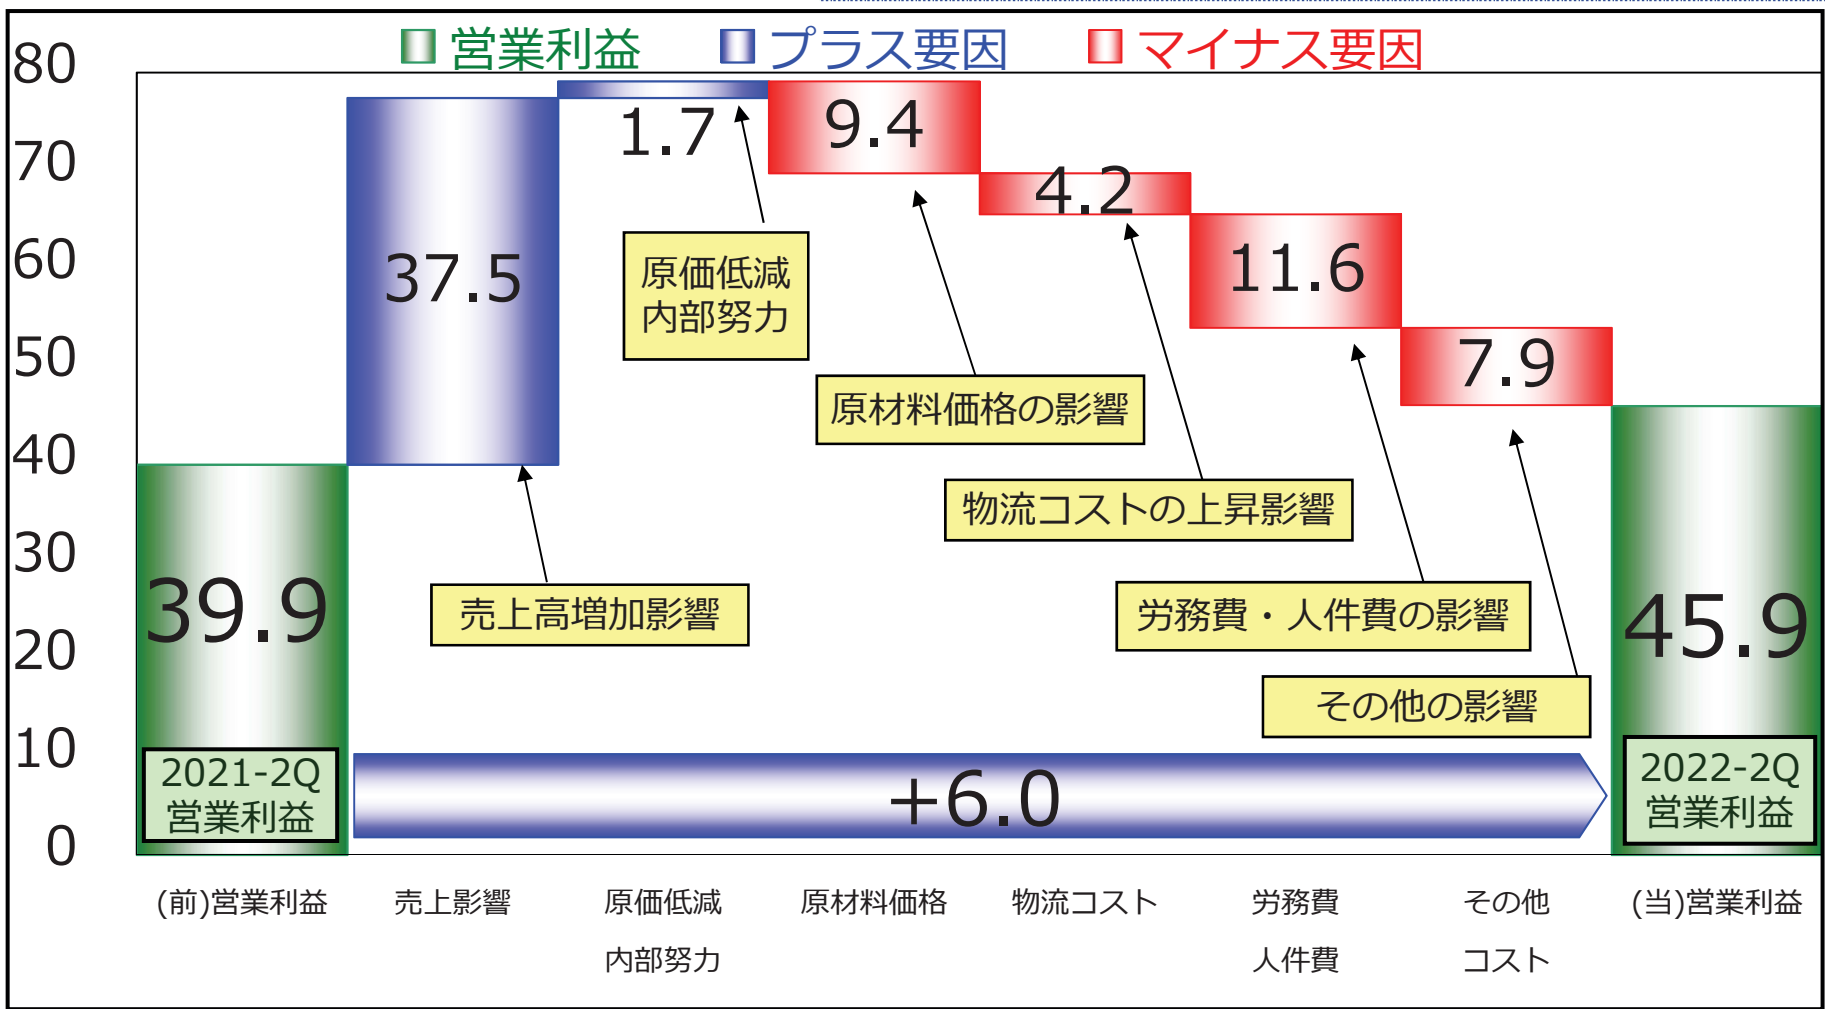 営業利益 プラス要因 マイナス要因
80
70
60
50
40
30
20
10
0
39.9
37.5
1.7
9.4
4.2
11.6
7.9
45.9
原価低減
内部努力
原材料価格の影響
物流コストの上昇影響
売上高増加影響
労務費・人件費の影響
その他の影響
2021-2Q
営業利益
+6.0
2022-2Q
営業利益
(前)営業利益 売上影響 原価低減 原材料価格 物流コスト 労務費 その他 (当)営業利益
内部努力 人件費 コスト